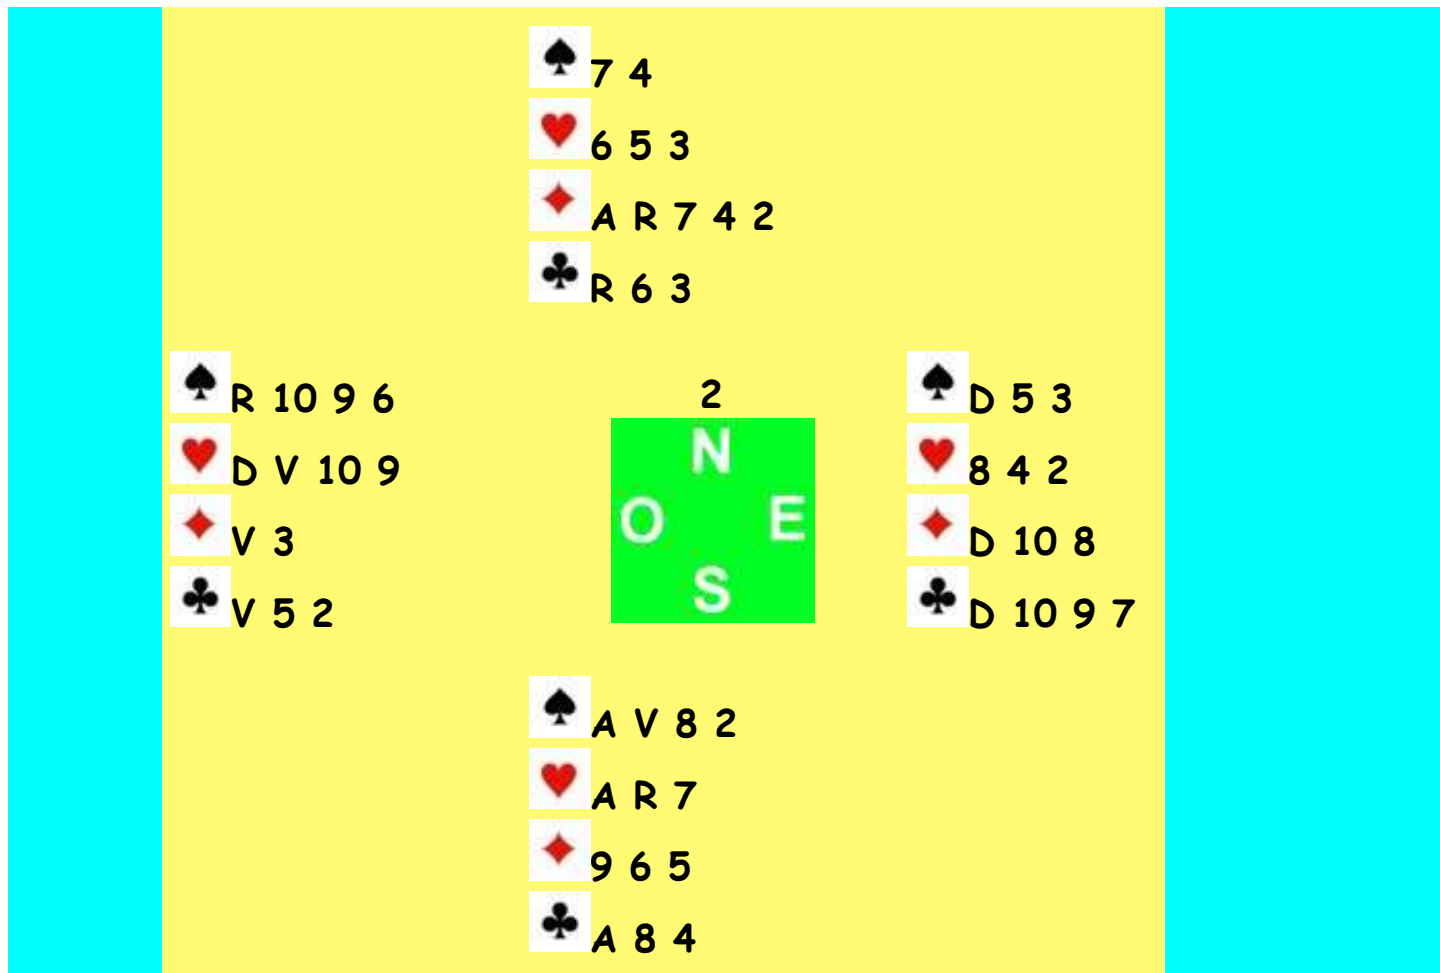 ♠ 7 4
♥ 6 5 3
♦ A R 7 4 2
♣ R 6 3
♠ R 10 9 6
♥ D V 10 9
♦ V 3
♣ V 5 2
2
N
O E
S
♠ D 5 3
♥ 8 4 2
♦ D 10 8
♣ D 10 9 7
♠ A V 8 2
♥ A R 7
♦ 9 6 5
♣ A 8 4